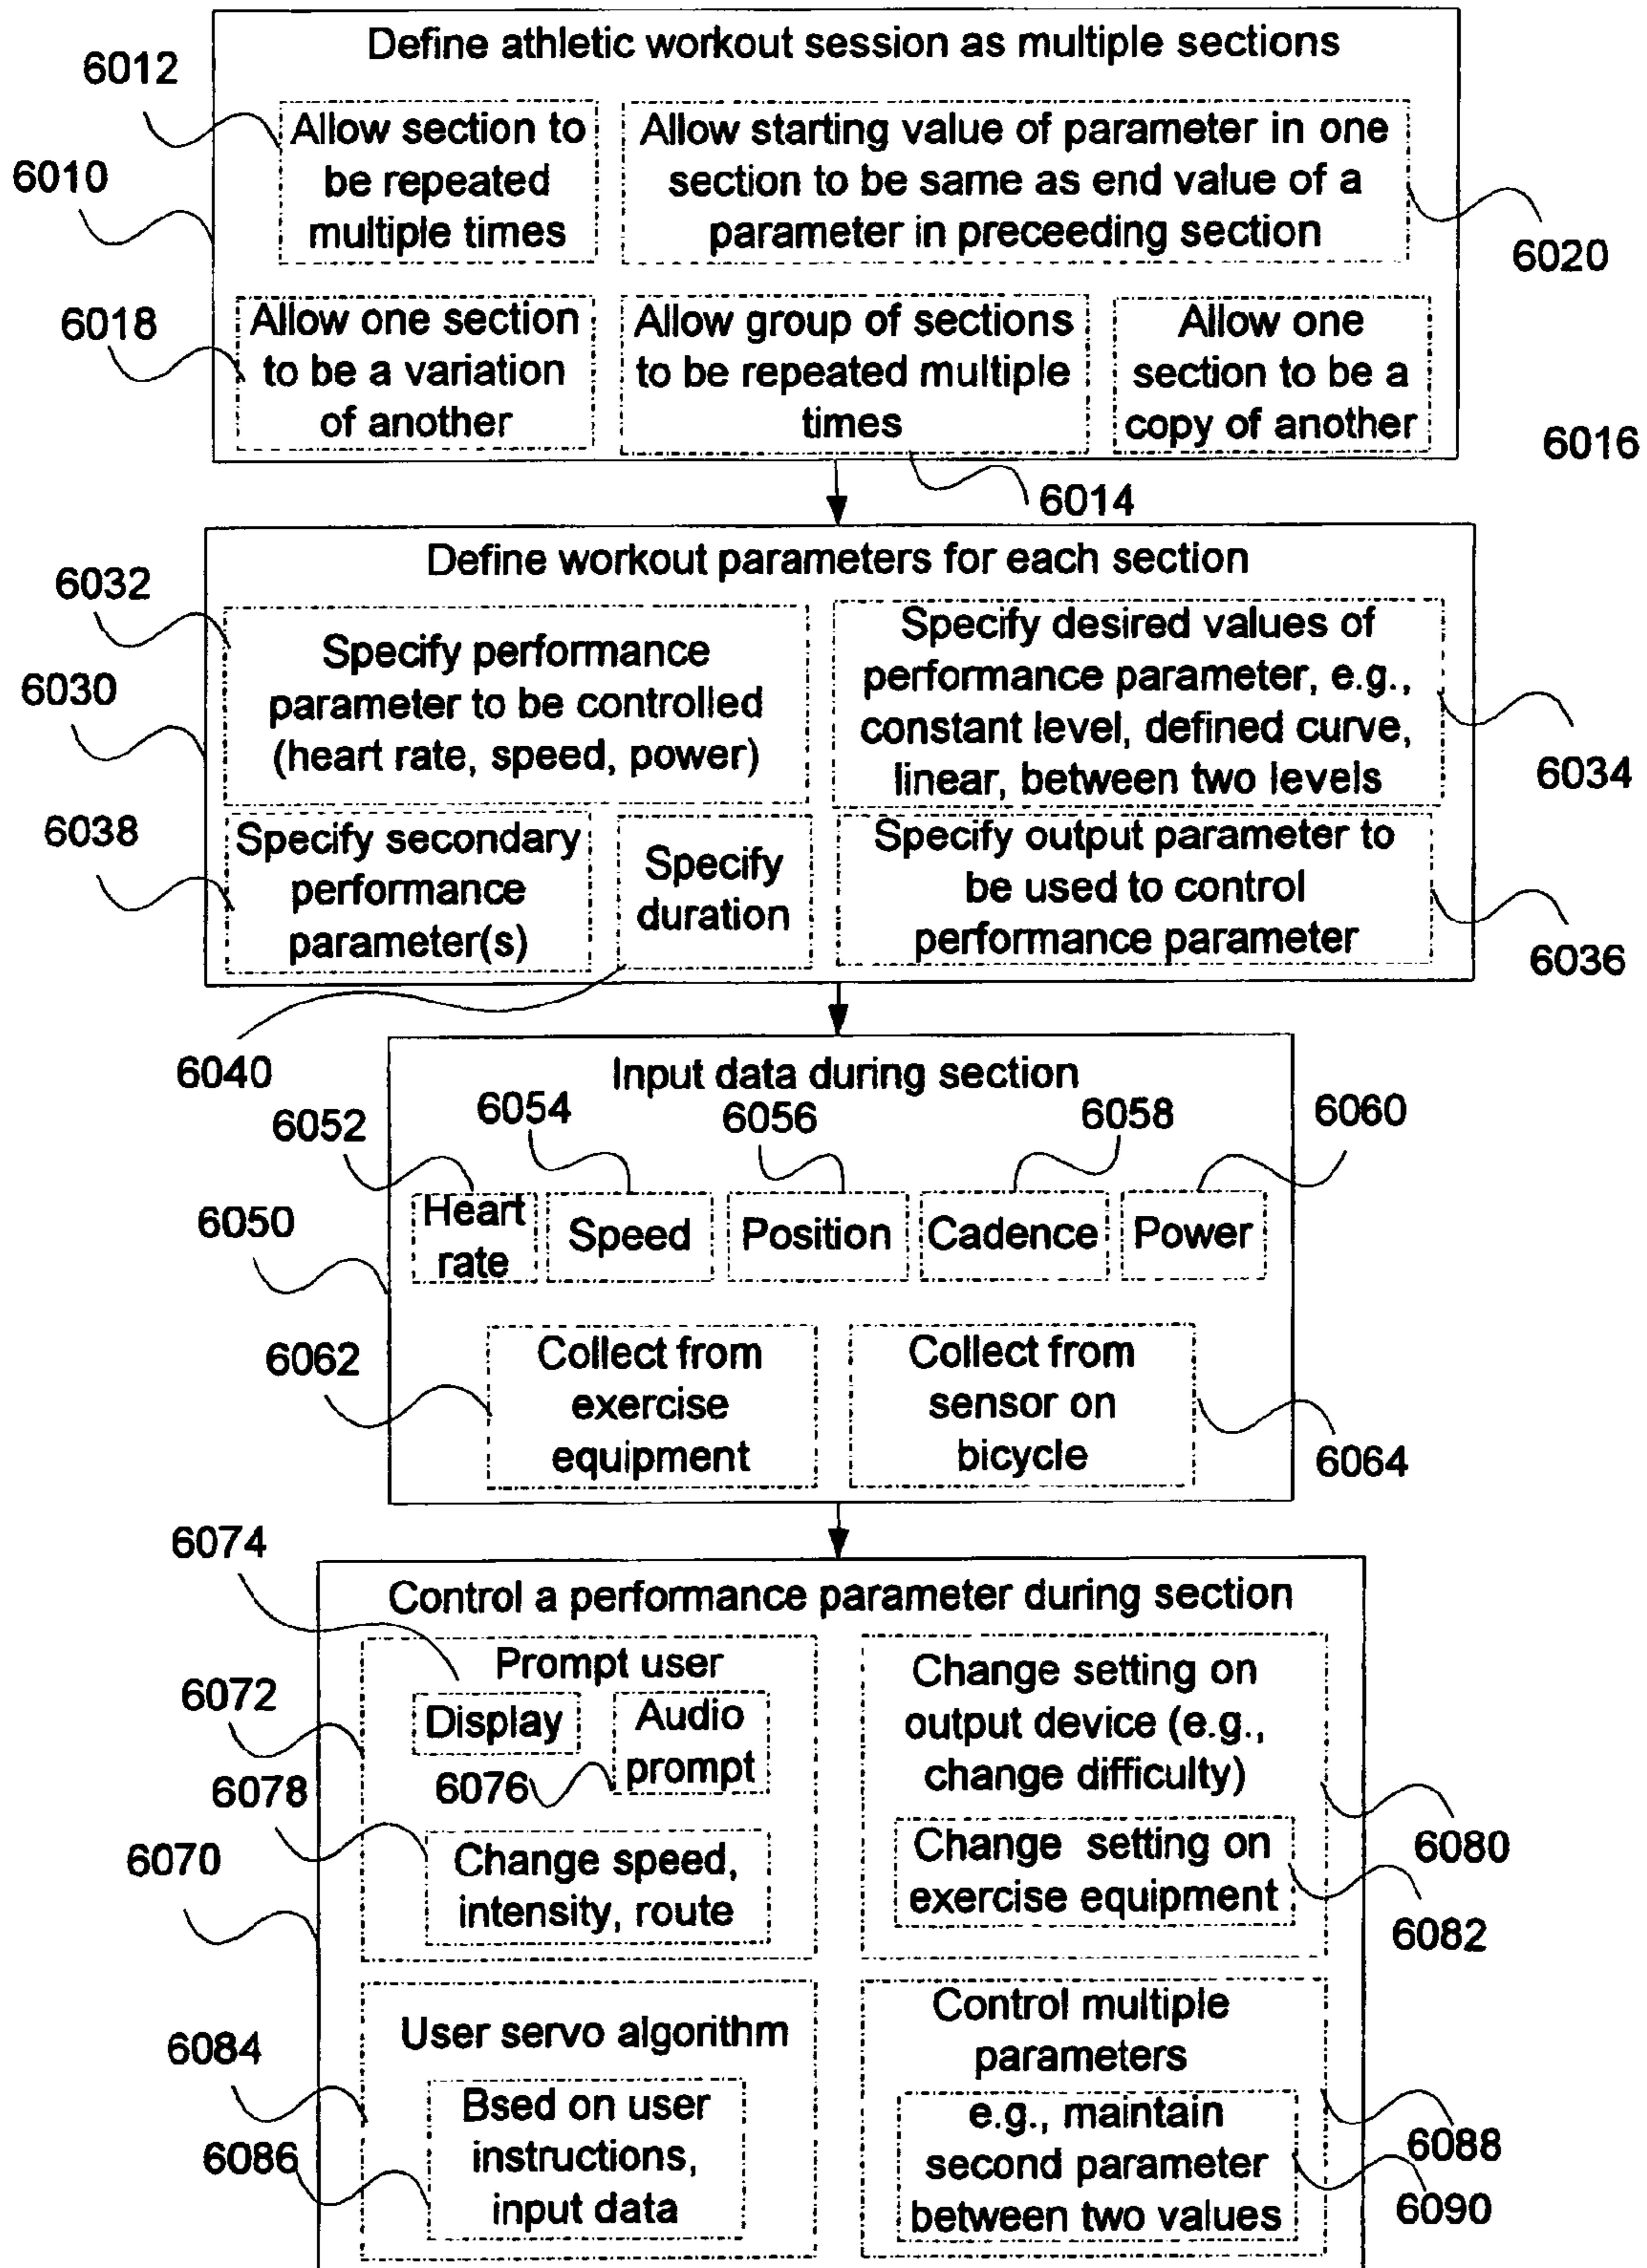 Define athletic workout session as multiple sections
6012
Allow section to
be repeated
multiple times
Allow starting value of parameter in one
section to be same as end value of a
parameter in preceeding section
6010
6020
6018
Allow one section
to be a variation
of another
Allow group of sections
to be repeated multiple
times
Allow one
section to be a
copy of another
6016
6014
Define workout parameters for each section
6032
Specify performance
parameter to be controlled
(heart rate, speed, power)
Specify desired values of
performance parameter, e.g.,
constant level, defined curve,
linear, between two levels
6030
6034
6038
Specify secondary
performance
parameter(s)
Specify
duration
Specify output parameter to
be used to control
performance parameter
6036
6040
Input data during section
6052
6054
6056
6058
6060
Heart
rate
Speed
Position
Cadence
Power
6050
6062
Collect from
exercise
equipment
Collect from
sensor on
bicycle
6064
6074
Control a performance parameter during section
6072
Prompt user
Display
Audio
prompt
6076
6078
Change speed,
intensity, route
Change setting on
output device (e.g.,
change difficulty)
6080
Change setting on
exercise equipment
6082
6070
6084
User servo algorithm
6086
Bsed on user
instructions,
input data
Control multiple
parameters
6088
e.g., maintain
second parameter
between two values
6090